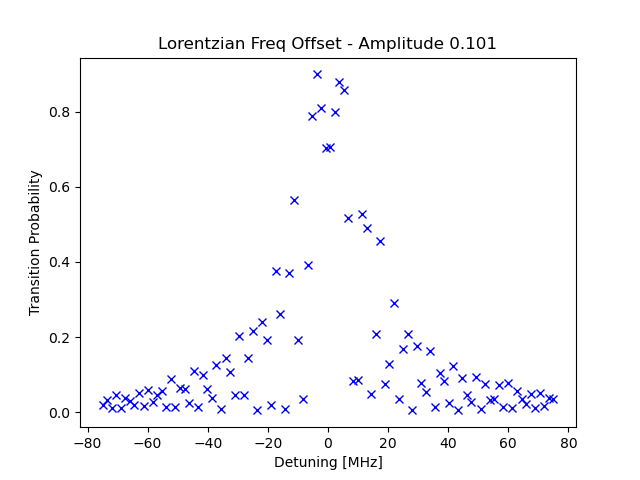 Lorentzian Freq Offset - Amplitude 0.101
Transition Probability
0.8
0.6
0.4
0.2
0.0
−80 −60 −40 −20 0 20 40 60 80
Detuning [MHz]